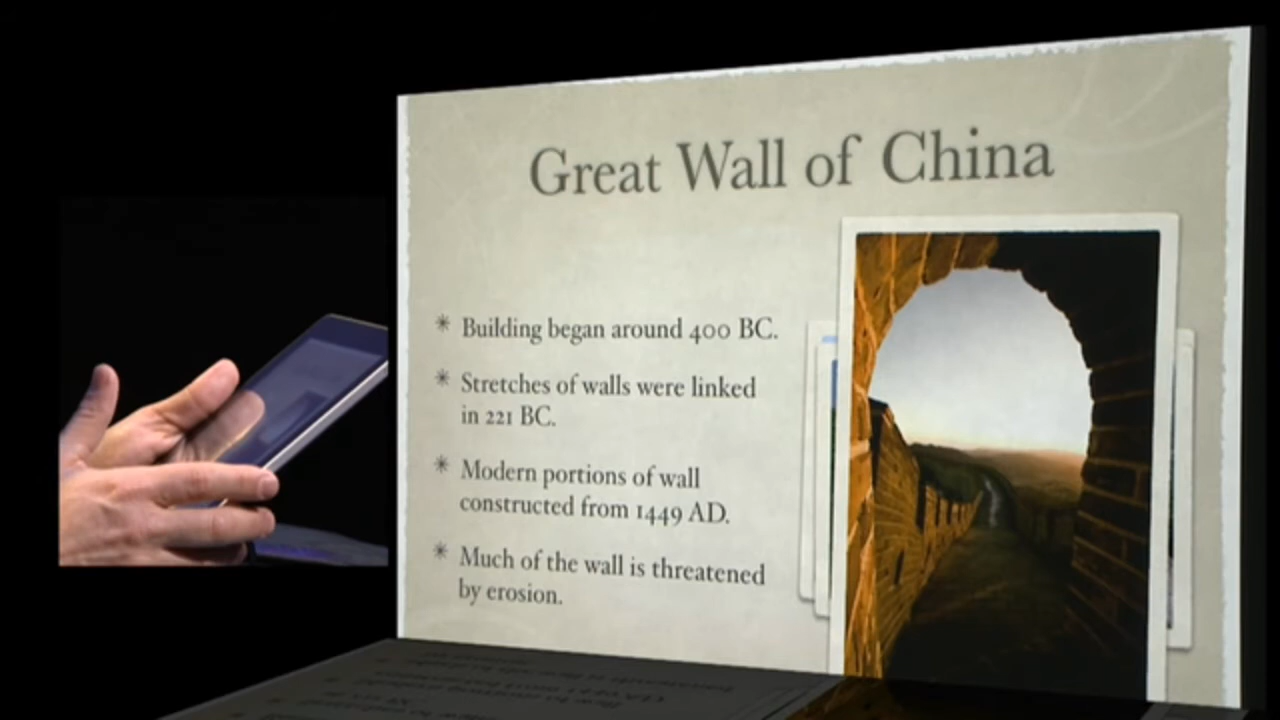 Great Wall of China
* Building began around 400 BC.
* Stretches of walls were linked
in 221 BC.
* Modern portions of wall
constructed from 1449 AD.
* Much of the wall is threatened
by erosion.